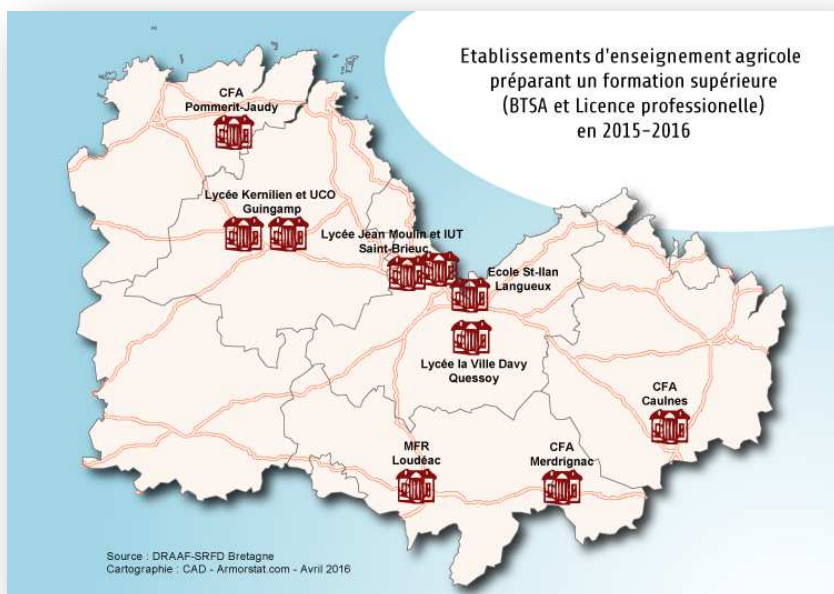 Etablissements d'enseignement agricole
préparant un formation supérieure
(BTSA et Licence professionelle)
en 2015-2016
CFA
Pommerit-Jaudy
Lycée Kernilien et UCO
Guingamp
Lycée Jean Moulin et IUT
Saint-Brieuc
Ecole St-Ilan
Langueux
Lycée la Ville Davy
Quessoy
CFA
Caulnes
MFR
Loudéac
CFA
Merdrignac
Source : DRAAF-SRFD Bretagne
Cartographie : CAD - Armorstat.com - Avril 2016